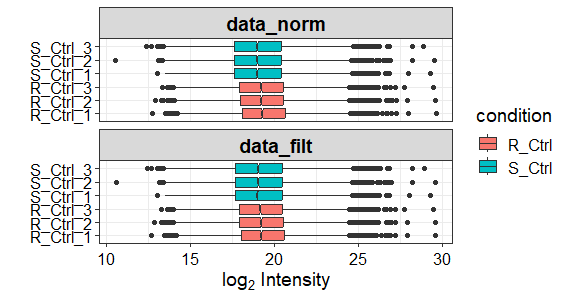 data_norm
S_Ctrl_3
S_Ctrl_2
S_Ctrl_1
R_Ctrl_3
R_Ctrl_2
R_Ctrl_1
data_filt
S_Ctrl_3
S_Ctrl_2
S_Ctrl_1
R_Ctrl_3
R_Ctrl_2
R_Ctrl_1
10 15 20 25 30
log₂ Intensity
condition
R_Ctrl
S_Ctrl